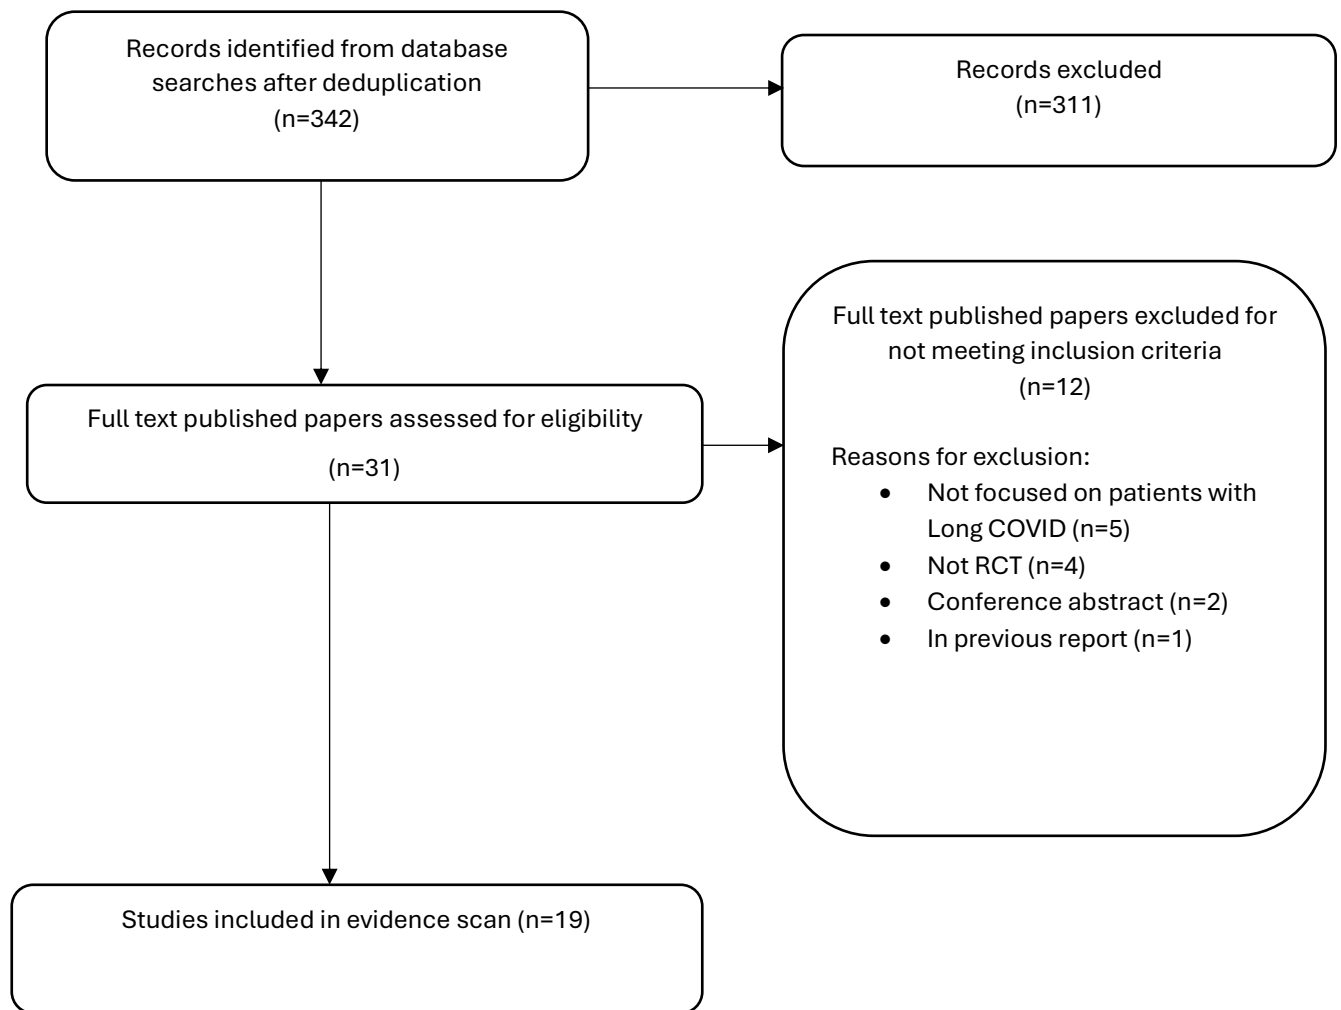 Records identified from database
searches after deduplication
(n=342)
Records excluded
(n=311)
Full text published papers assessed for eligibility
(n=31)
Full text published papers excluded for
not meeting inclusion criteria
(n=12)
Reasons for exclusion:
• Not focused on patients with
Long COVID (n=5)
• Not RCT (n=4)
• Conference abstract (n=2)
• In previous report (n=1)
Studies included in evidence scan (n=19)